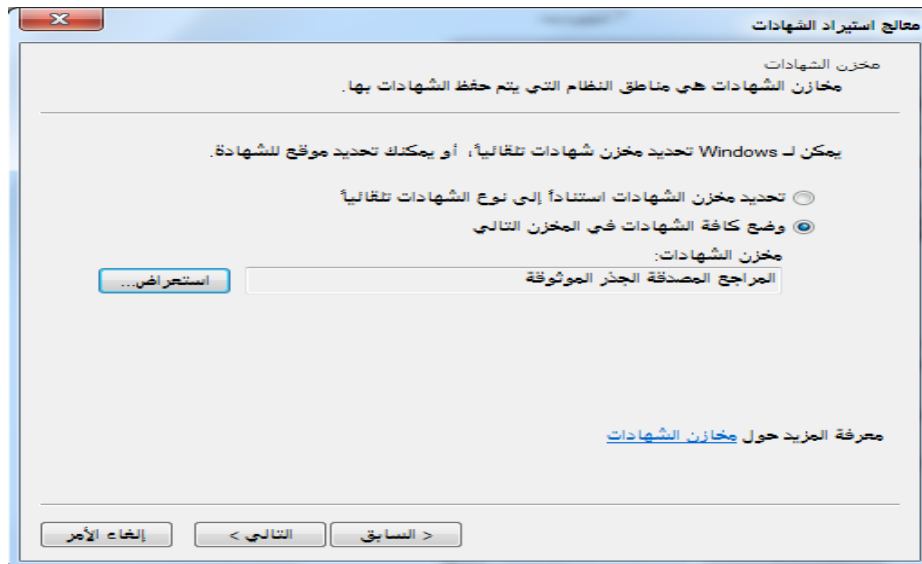 معالج استيراد الشهادات
مخزن الشهادات
مخازن الشهادات هي مناطق النظام التي يتم حفظ الشهادات بها.
يمكن لـ Windows تحديد مخزن شهادات تلقائياً، أو يمكنك تحديد موقع للشهادة.
تحديد مخزن الشهادات استناداً إلى نوع الشهادات تلقائياً
وضع كافة الشهادات في المخزن التالي
مخزن الشهادات:
المراجع المصدقة الجذر الموثوقة
استعراض...
معرفة المزيد حول مخازن الشهادات
< السابق
التالي >
إلغاء الأمر